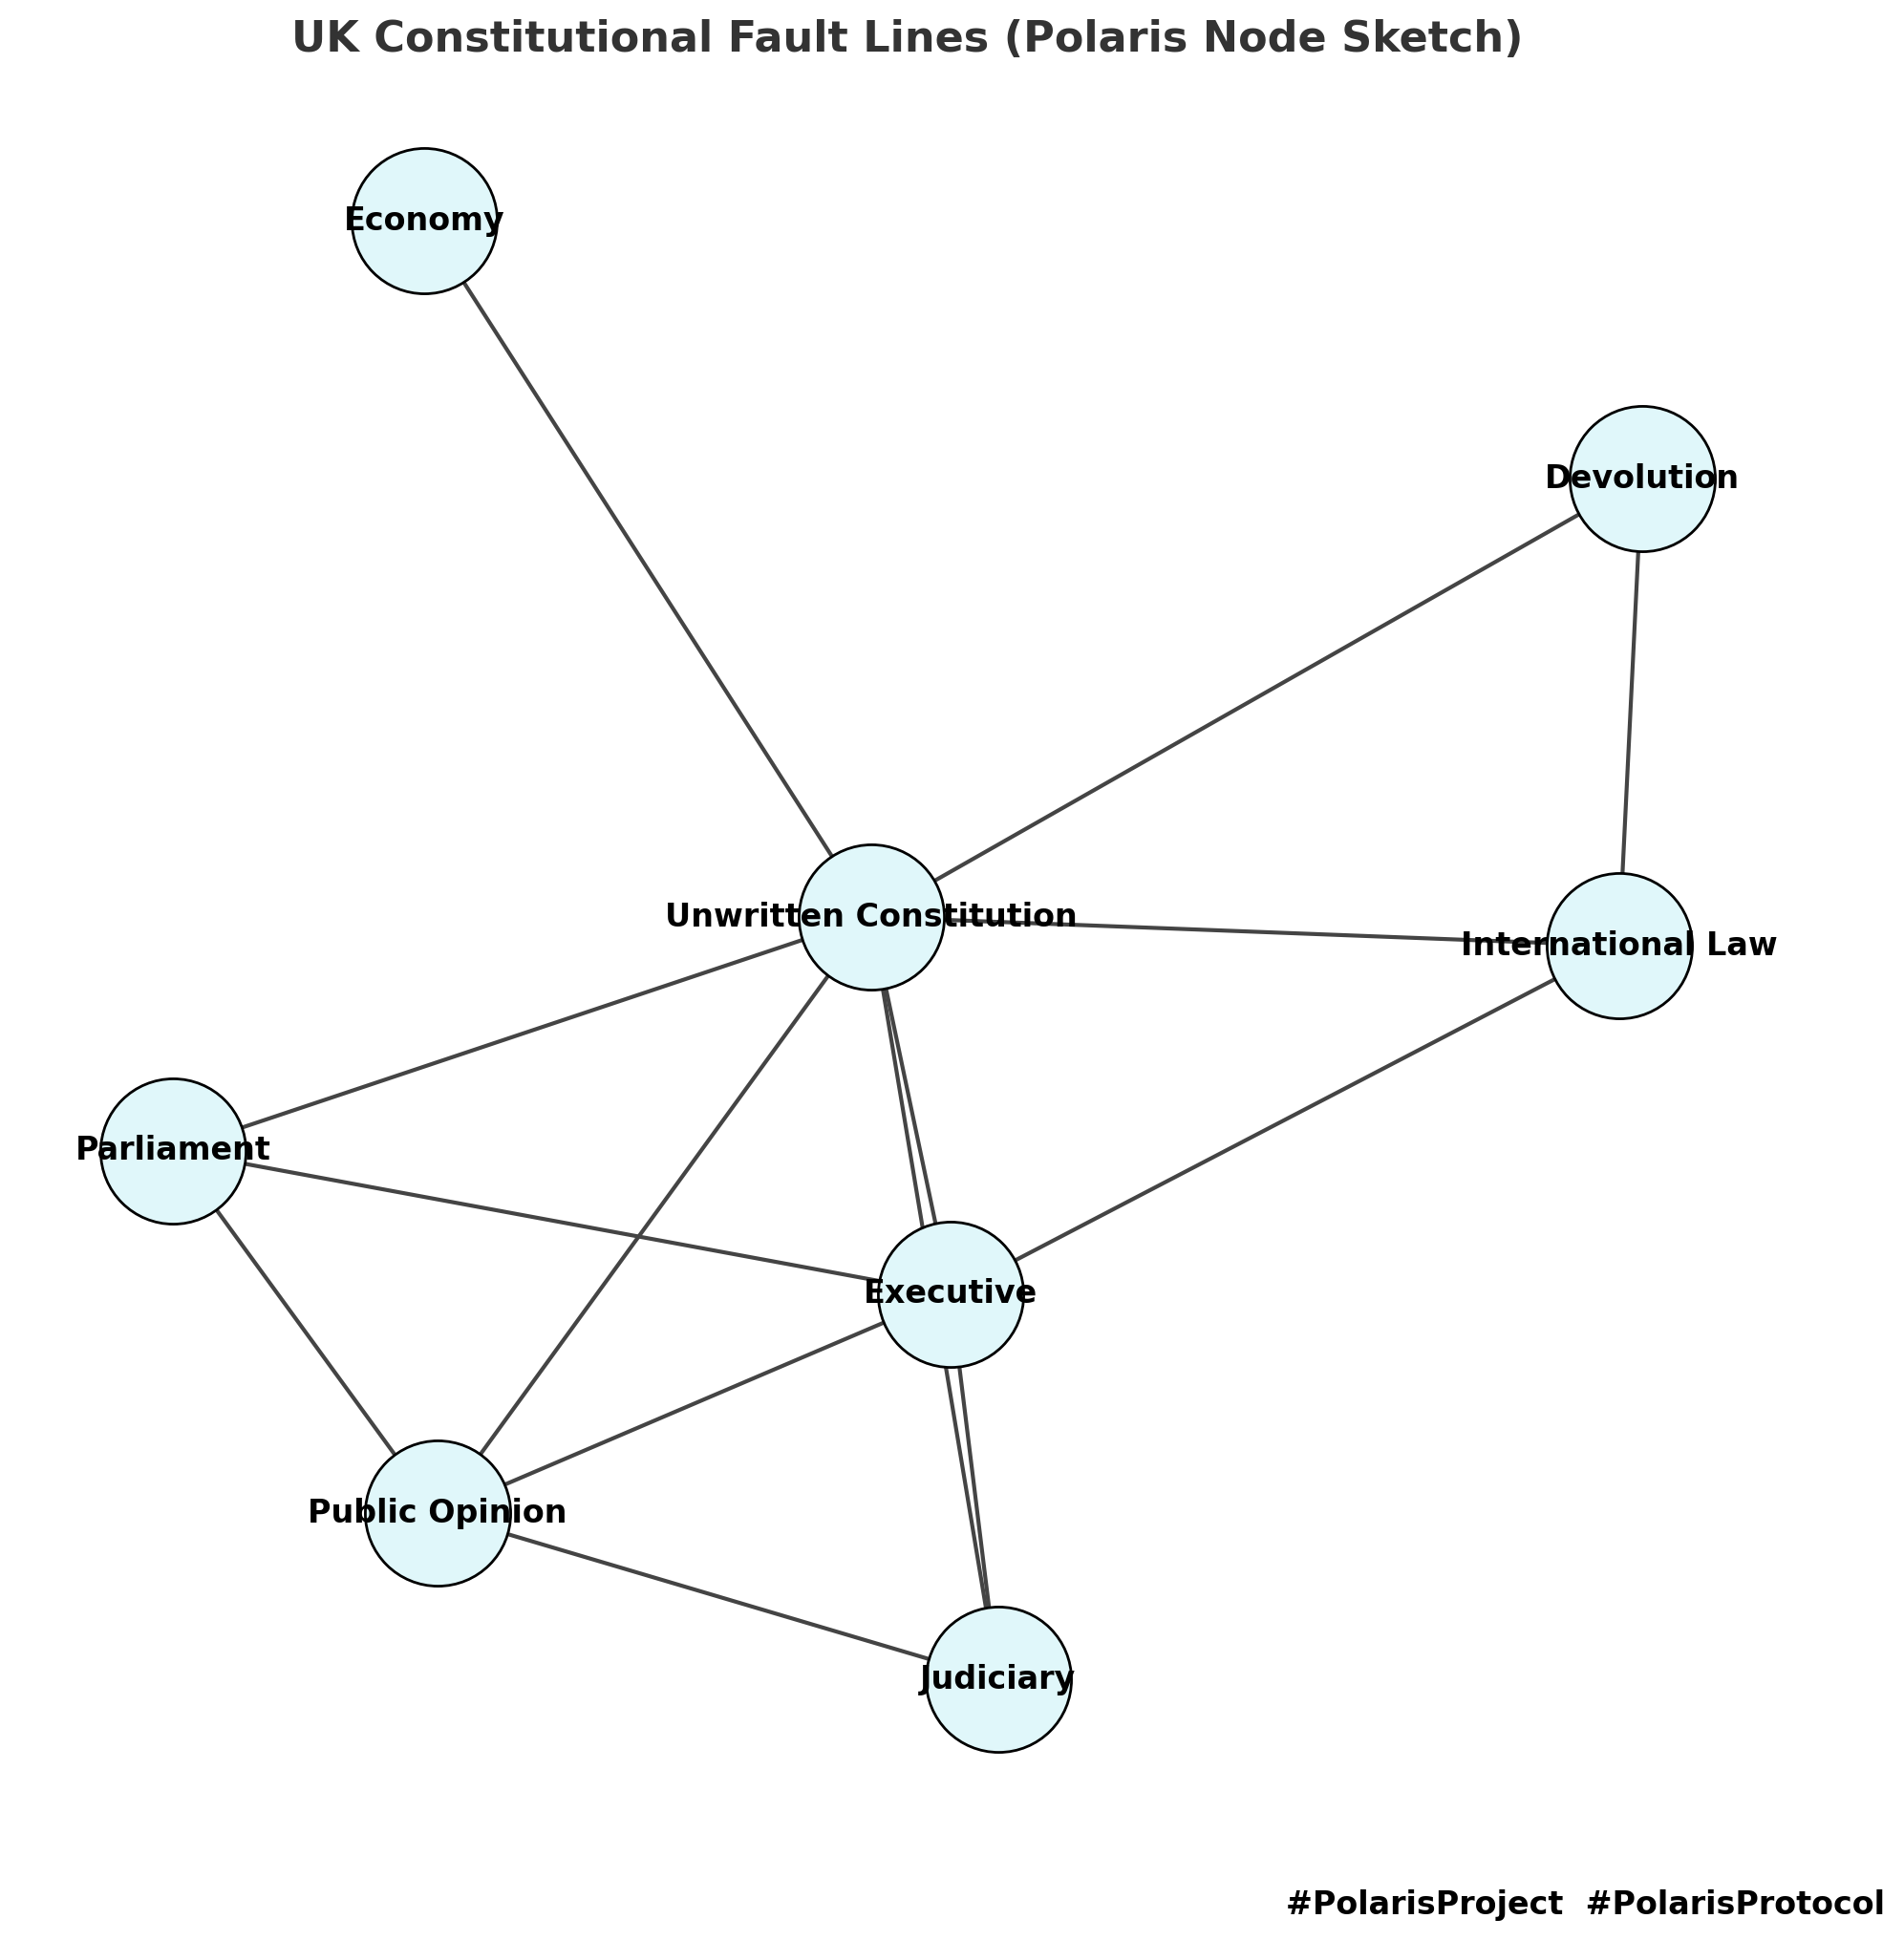 UK Constitutional Fault Lines (Polaris Node Sketch)
Economy
Devolution
Unwritten Constitution
International Law
Parliament
Executive
Public Opinion
Judiciary
#PolarisProject #PolarisProtocol